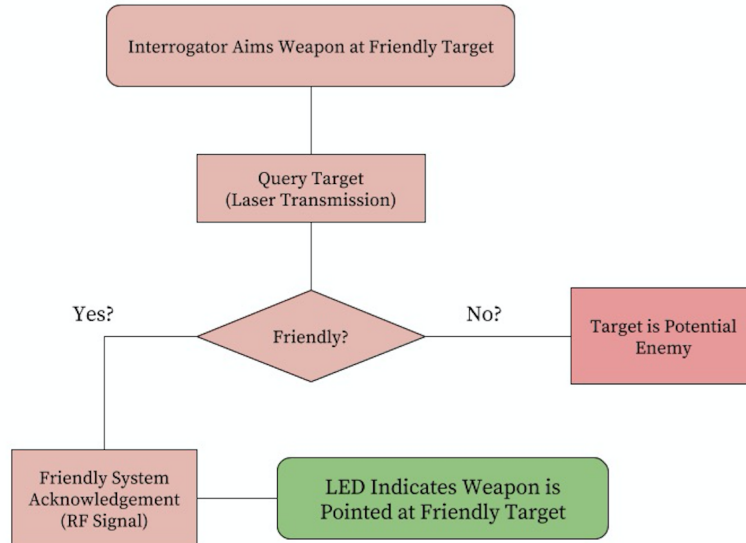 Interrogator Aims Weapon at Friendly Target
Query Target
(Laser Transmission)
Yes?
No?
Friendly?
Target is Potential
Enemy
Friendly System
Acknowledgement
(RF Signal)
LED Indicates Weapon is
Pointed at Friendly Target